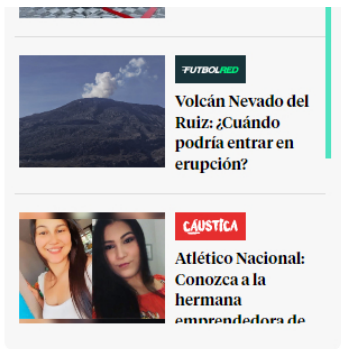 FUTBOLRED
Volcán Nevado del
Ruiz: ¿Cuándo
podría entrar en
erupción?
CÁUSTICA
Atlético Nacional:
Conozca a la
hermana
emprendedora de